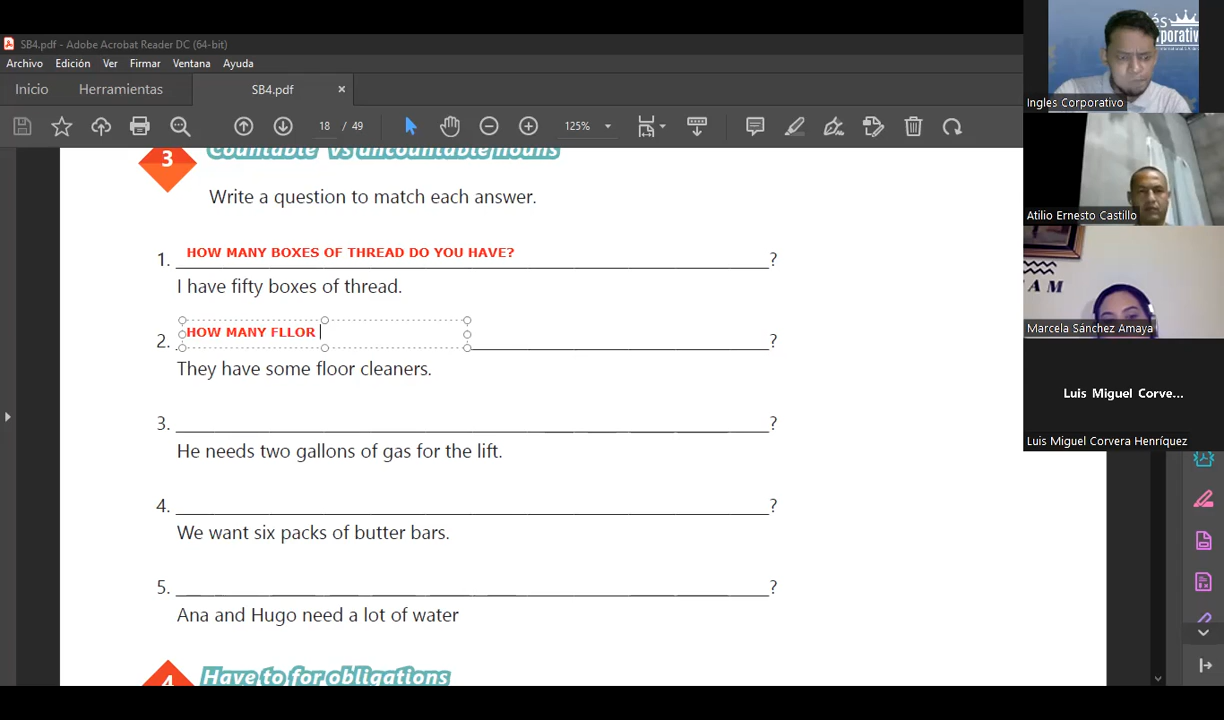 SB4.pdf - Adobe Acrobat Reader DC (64-bit)
Archivo Edición Ver Firmar Ventana Ayuda
Inicio Herramientas SB4.pdf ×
18 / 49 125%
3 Countable vs uncountable nouns
Write a question to match each answer.
1. HOW MANY BOXES OF THREAD DO YOU HAVE? ?
I have fifty boxes of thread.
2. HOW MANY FLLOR ?
They have some floor cleaners.
3. ?
He needs two gallons of gas for the lift.
4. ?
We want six packs of butter bars.
5. ?
Ana and Hugo need a lot of water
4 Have to for obligations
és
orporativ
Ingles Corporativo
Atilio Ernesto Castillo
AM
Marcela Sánchez Amaya
Luis Miguel Corve...
Luis Miguel Corvera Henríquez